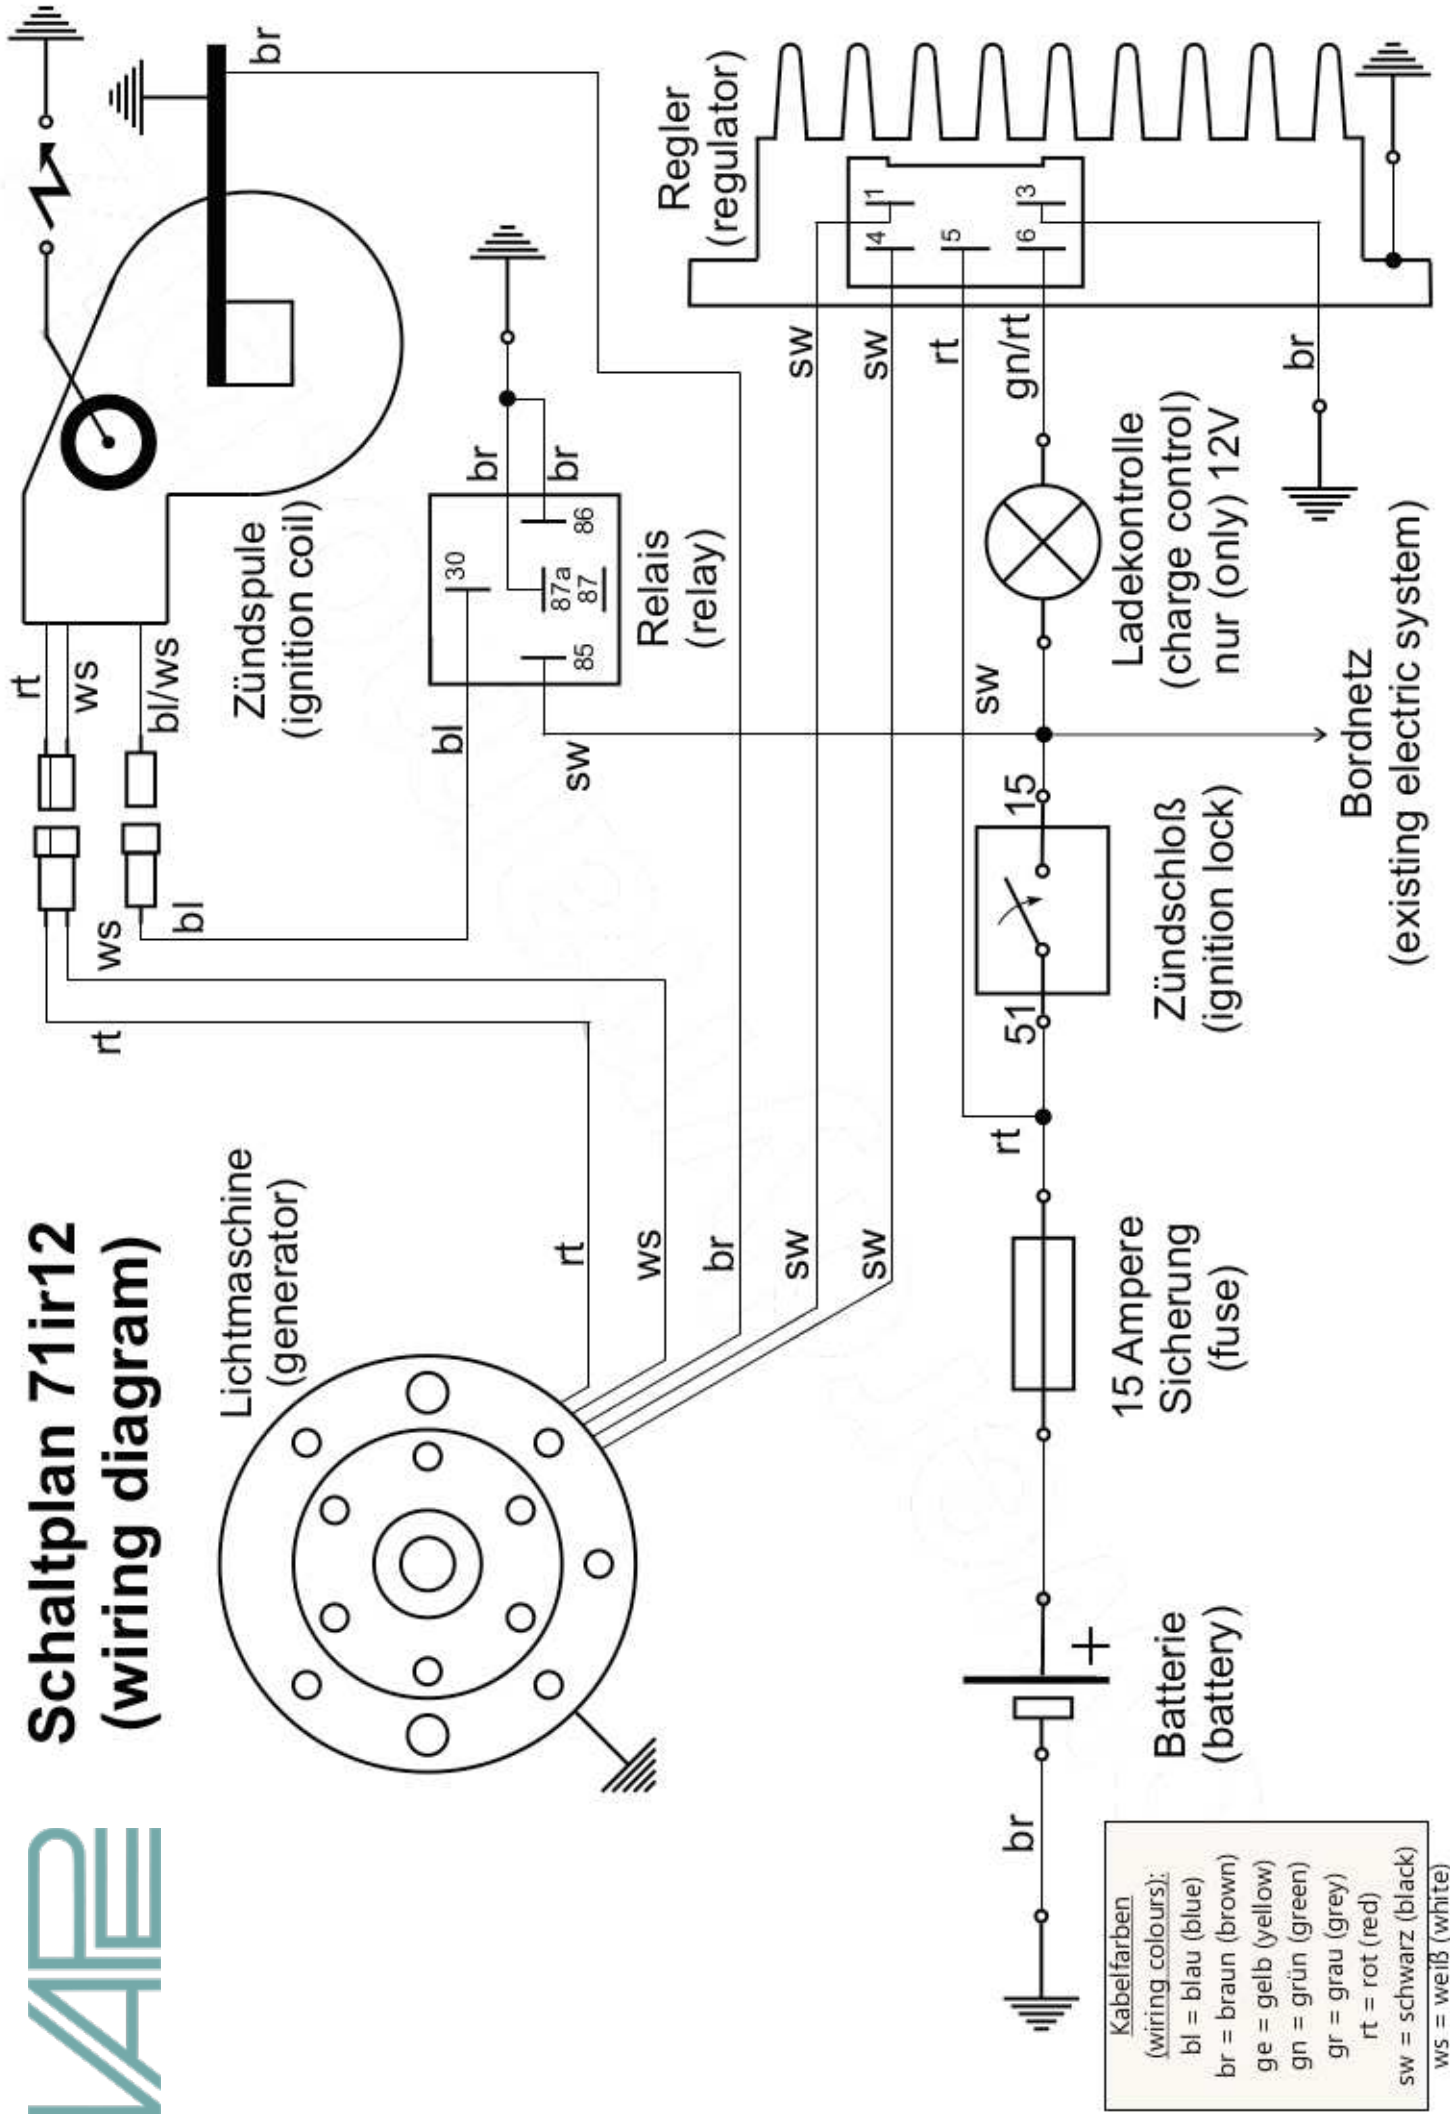 VAPE
Schaltplan 71ir12
(wiring diagram)
Lichtmaschine
(generator)
rt
ws
br
sw
sw
rt
ws
bl
rt
ws
bl/ws
Zündspule
(ignition coil)
br
bl
sw
30
87a
87
85
86
br
br
Relais
(relay)
Regler
(regulator)
1
4
5
3
6
sw
sw
rt
gn/rt
br
Ladekontrolle
(charge control)
nur (only) 12V
sw
15
51
Zündschloß
(ignition lock)
Bordnetz
(existing electric system)
rt
15 Ampere
Sicherung
(fuse)
+
Batterie
(battery)
br
Kabelfarben
(wiring colours):
bl = blau (blue)
br = braun (brown)
ge = gelb (yellow)
gn = grün (green)
gr = grau (grey)
rt = rot (red)
sw = schwarz (black)
ws = weiß (white)